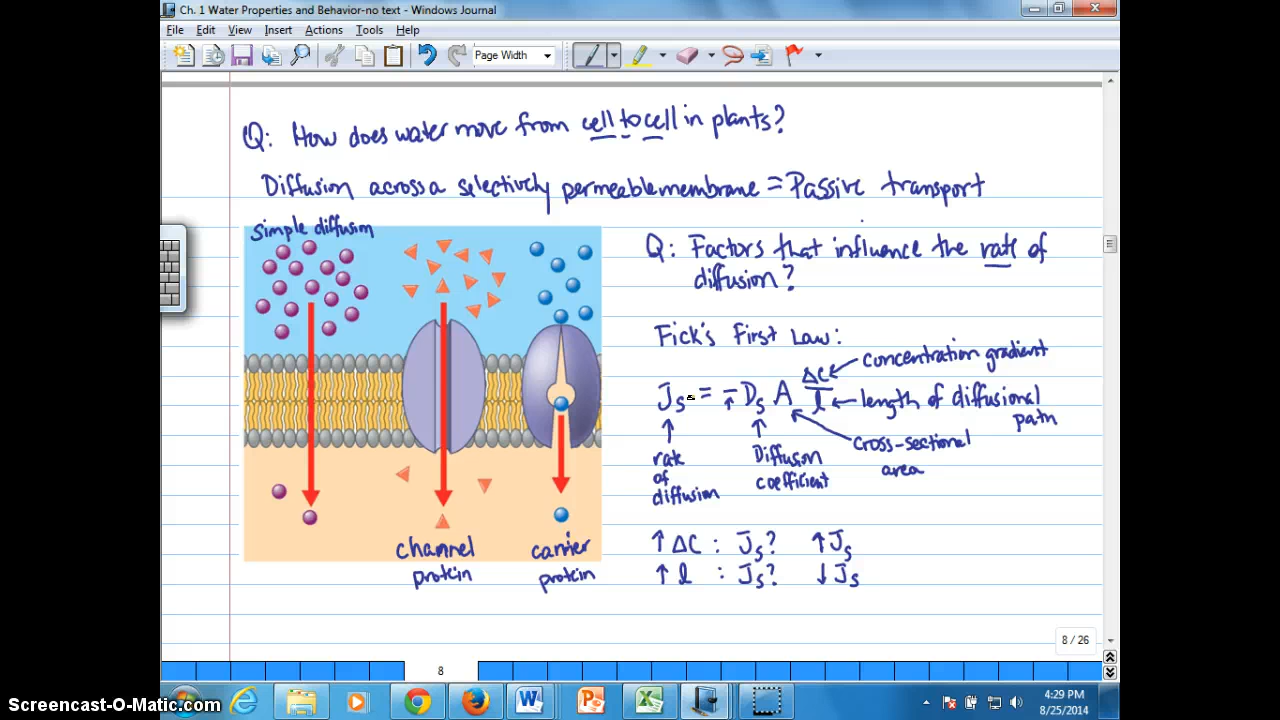 Ch. 1 Water Properties and Behavior-no text - Windows Journal
File Edit View Insert Actions Tools Help
Page Width
Q: How does water move from cell to cell in plants?
Diffusion across a selectively permeable membrane = Passive transport
Simple diffusion
channel protein
carrier protein
Q: Factors that influence the rate of
diffusion?
Fick's First Law:
Js = - Ds A ΔC / l
concentration gradient
length of diffusional
path
cross-sectional
area
rate
of
diffusion
Diffusion
coefficient
↑ ΔC : Js? ↑ Js
↑ l : Js? ↓ Js
8 / 26
8
4:29 PM
8/25/2014
Screencast-O-Matic.com